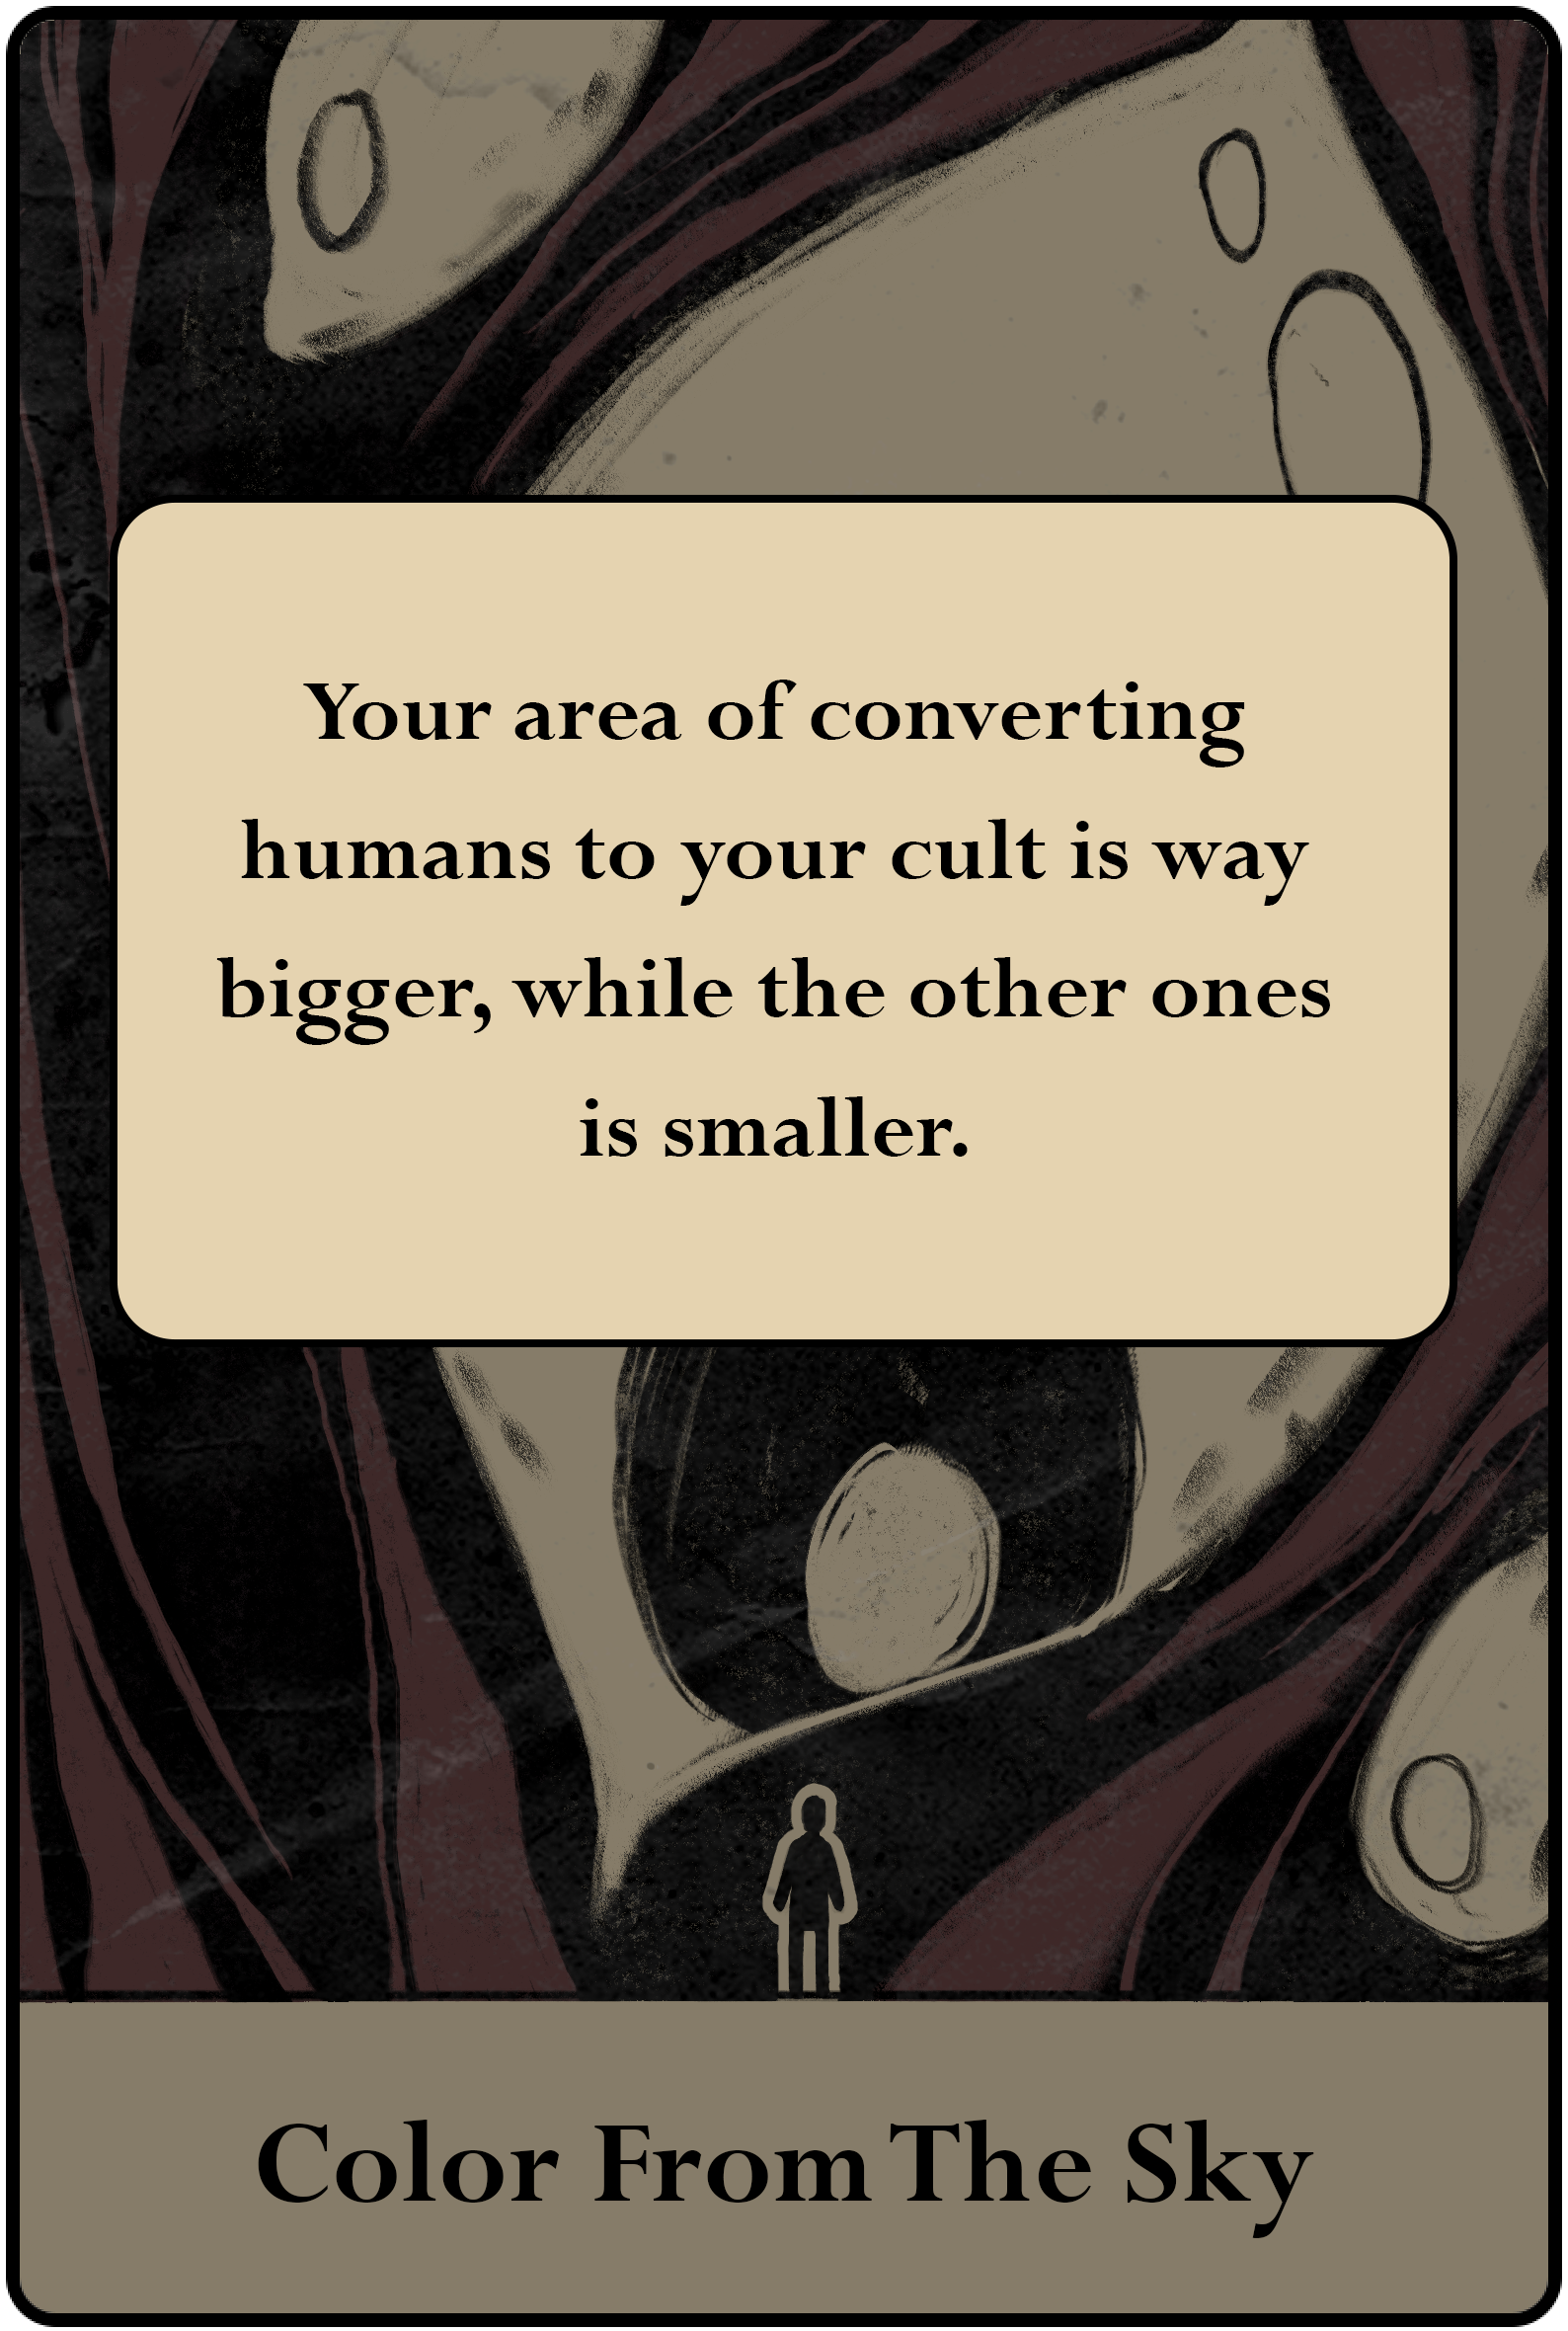 Your area of converting
humans to your cult is way
bigger, while the other ones
is smaller.
Color From The Sky